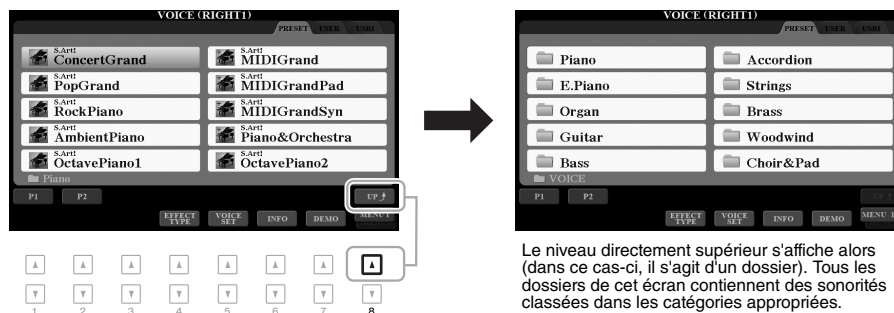 VOICE (RIGHT1)
PRESET USER USB1
S.Art!
ConcertGrand
S.Art!
MIDIGrand
S.Art!
PopGrand
S.Art!
MIDIGrandPad
S.Art!
RockPiano
S.Art!
MIDIGrandSyn
S.Art!
AmbientPiano
S.Art!
Piano&Orchestra
S.Art!
OctavePiano1
S.Art!
OctavePiano2
Piano
P1 P2 UP
EFFECT TYPE VOICE SET INFO DEMO MENU 1
1 2 3 4 5 6 7 8
VOICE (RIGHT1)
PRESET USER USB1
Piano Accordion
E.Piano Strings
Organ Brass
Guitar Woodwind
Bass Choir&Pad
VOICE
P1 P2 UP
EFFECT TYPE VOICE SET INFO DEMO MENU 1
Le niveau directement supérieur s'affiche alors
(dans ce cas-ci, il s'agit d'un dossier). Tous les
dossiers de cet écran contiennent des sonorités
classées dans les catégories appropriées.